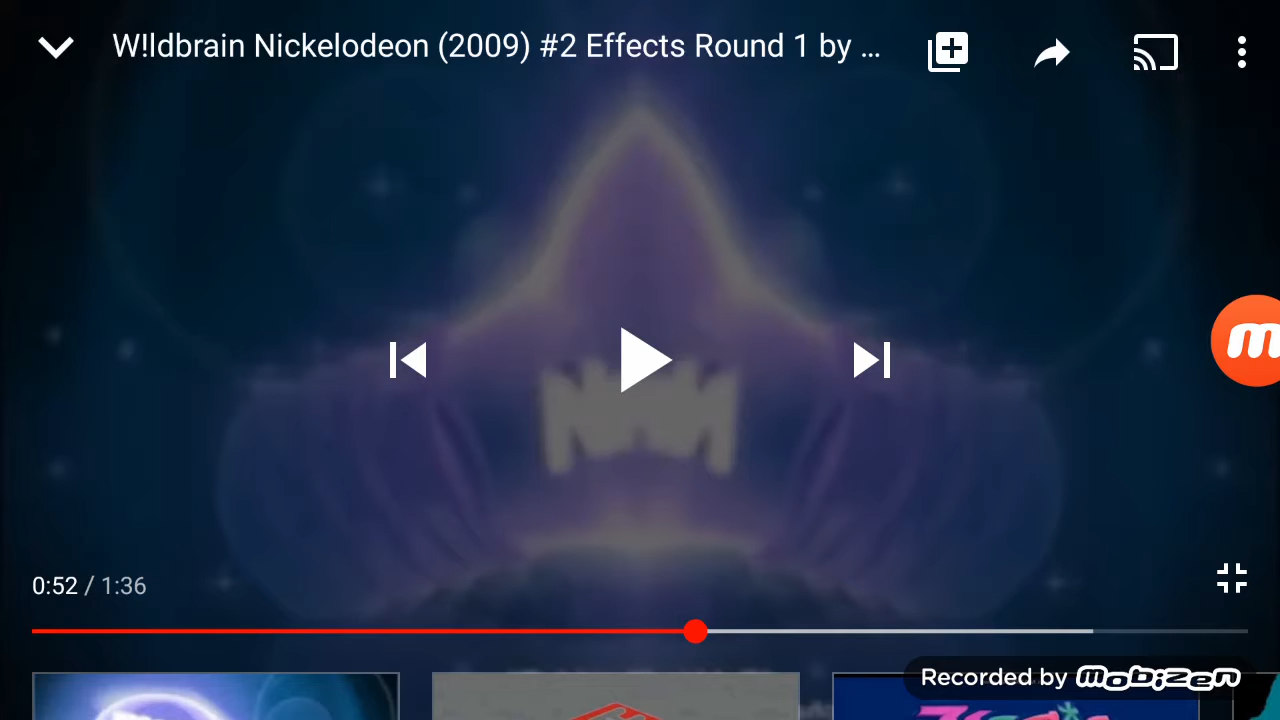 W!ldbrain Nickelodeon (2009) #2 Effects Round 1 by ...
0:52 / 1:36
Recorded by mobizen